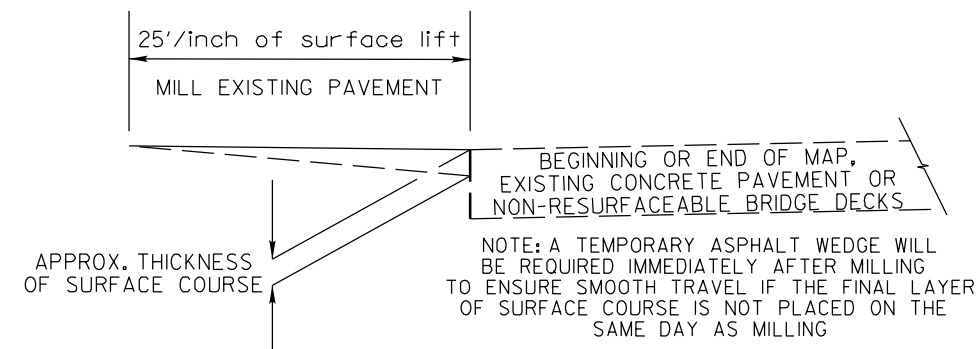 25'/inch of surface lift
MILL EXISTING PAVEMENT
BEGINNING OR END OF MAP,
EXISTING CONCRETE PAVEMENT OR
NON-RESURFACEABLE BRIDGE DECKS
APPROX. THICKNESS
OF SURFACE COURSE
NOTE: A TEMPORARY ASPHALT WEDGE WILL
BE REQUIRED IMMEDIATELY AFTER MILLING
TO ENSURE SMOOTH TRAVEL IF THE FINAL LAYER
OF SURFACE COURSE IS NOT PLACED ON THE
SAME DAY AS MILLING